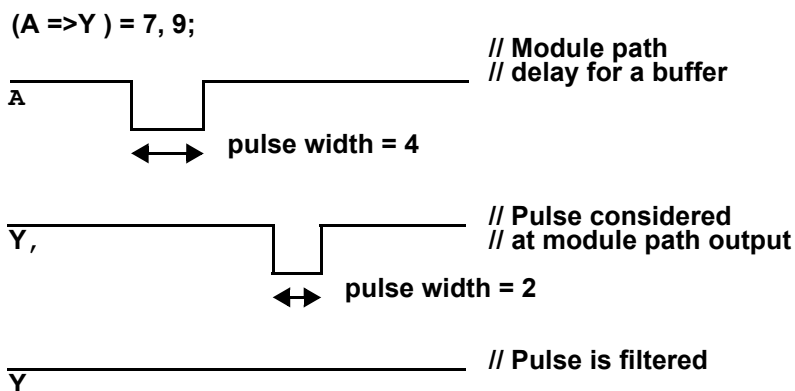 (A =>Y ) = 7, 9;
// Module path
// delay for a buffer
A
pulse width = 4
// Pulse considered
// at module path output
Y,
pulse width = 2
// Pulse is filtered
Y